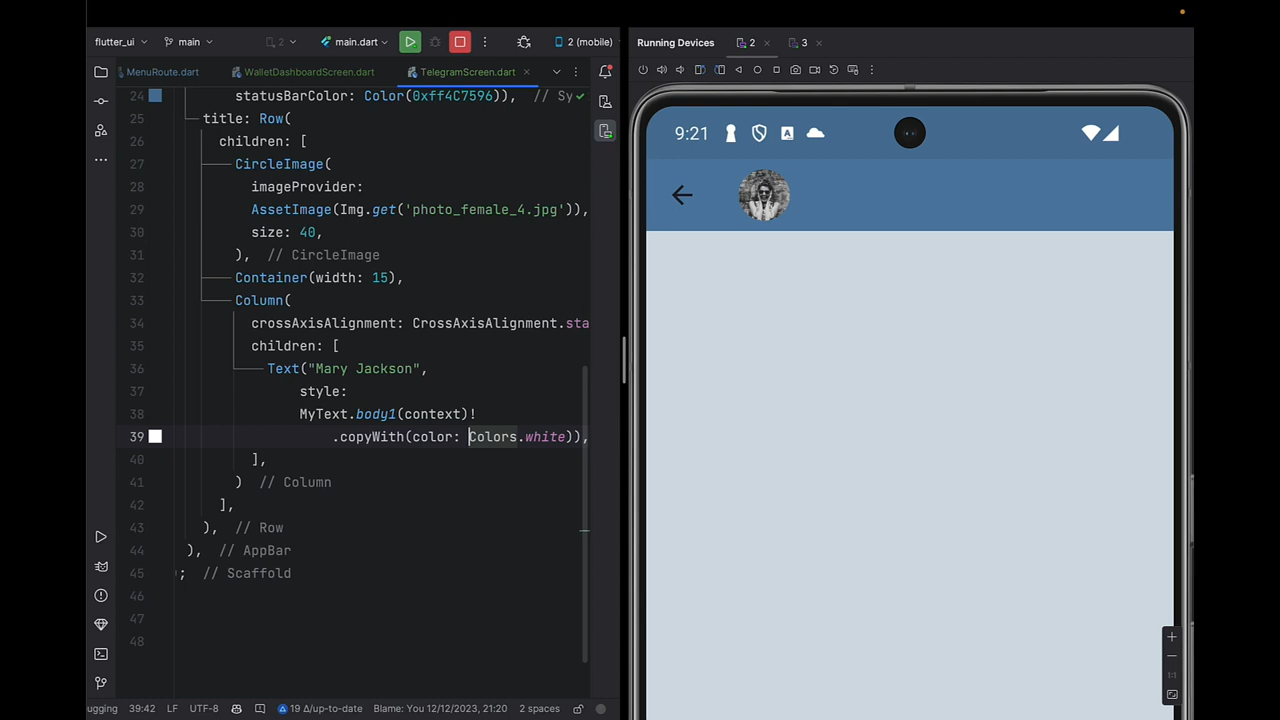 flutter_ui
main
2
main.dart
2 (mobile)
Running Devices
2
3
MenuRoute.dart
WalletDashboardScreen.dart
TelegramScreen.dart
24 statusBarColor: Color(0xff4C7596)), // Sy
25 title: Row(
26 children: [
27 CircleImage(
28 imageProvider:
29 AssetImage(Img.get('photo_female_4.jpg')),
30 size: 40,
31 ), // CircleImage
32 Container(width: 15),
33 Column(
34 crossAxisAlignment: CrossAxisAlignment.sta
35 children: [
36 Text("Mary Jackson",
37 style:
38 MyText.body1(context)!
39 .copyWith(color: Colors.white)),
40 ],
41 ) // Column
42 ],
43 ), // Row
44 ), // AppBar
45 ; // Scaffold
46
47
48
9:21
A
1:1
ugging
39:42
LF
UTF-8
19 Δ/up-to-date
Blame: You 12/12/2023, 21:20
2 spaces